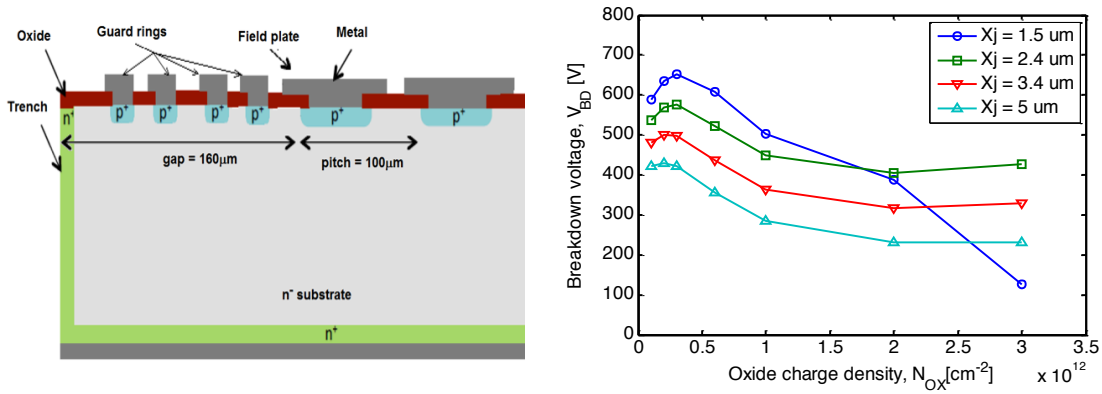 Oxide
Guard rings
Field plate
Metal
Trench
n+
p+
p+
p+
p+
p+
p+
gap = 160μm
pitch = 100μm
n- substrate
n+
Breakdown voltage, VBD [V]
800
700
600
500
400
300
200
100
0
Xj = 1.5 um
Xj = 2.4 um
Xj = 3.4 um
Xj = 5 um
0 0.5 1 1.5 2 2.5 3 3.5
Oxide charge density, NOX[cm-2]
x 10^12